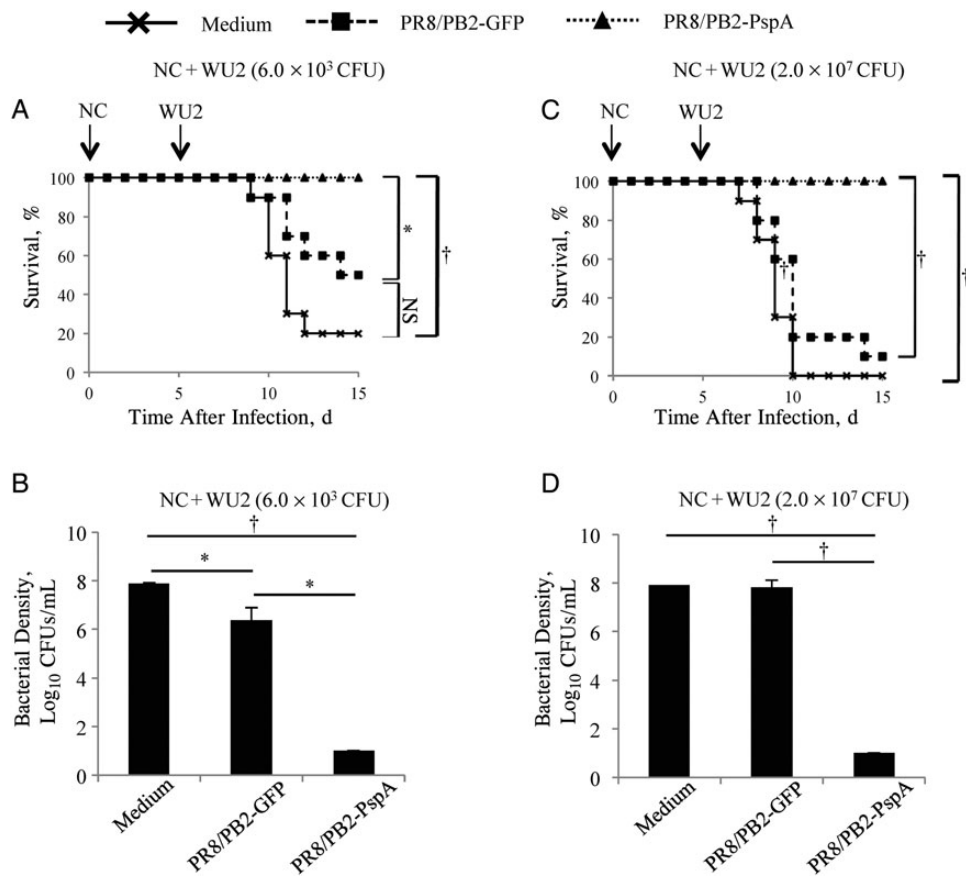 Medium PR8/PB2-GFP PR8/PB2-PspA
NC + WU2 (6.0 × 10³ CFU)
A
NC WU2
100
80
60
40
20
0
Survival, %
* † NS
0 5 10 15
Time After Infection, d
NC + WU2 (2.0 × 10⁷ CFU)
C
NC WU2
100
80
60
40
20
0
Survival, %
† † †
0 5 10 15
Time After Infection, d
B
NC + WU2 (6.0 × 10³ CFU)
10
8
6
4
2
0
Bacterial Density,
Log₁₀ CFUs/mL
†
* *
Medium
PR8/PB2-GFP
PR8/PB2-PspA
D
NC + WU2 (2.0 × 10⁷ CFU)
10
8
6
4
2
0
Bacterial Density,
Log₁₀ CFUs/mL
†
†
Medium
PR8/PB2-GFP
PR8/PB2-PspA